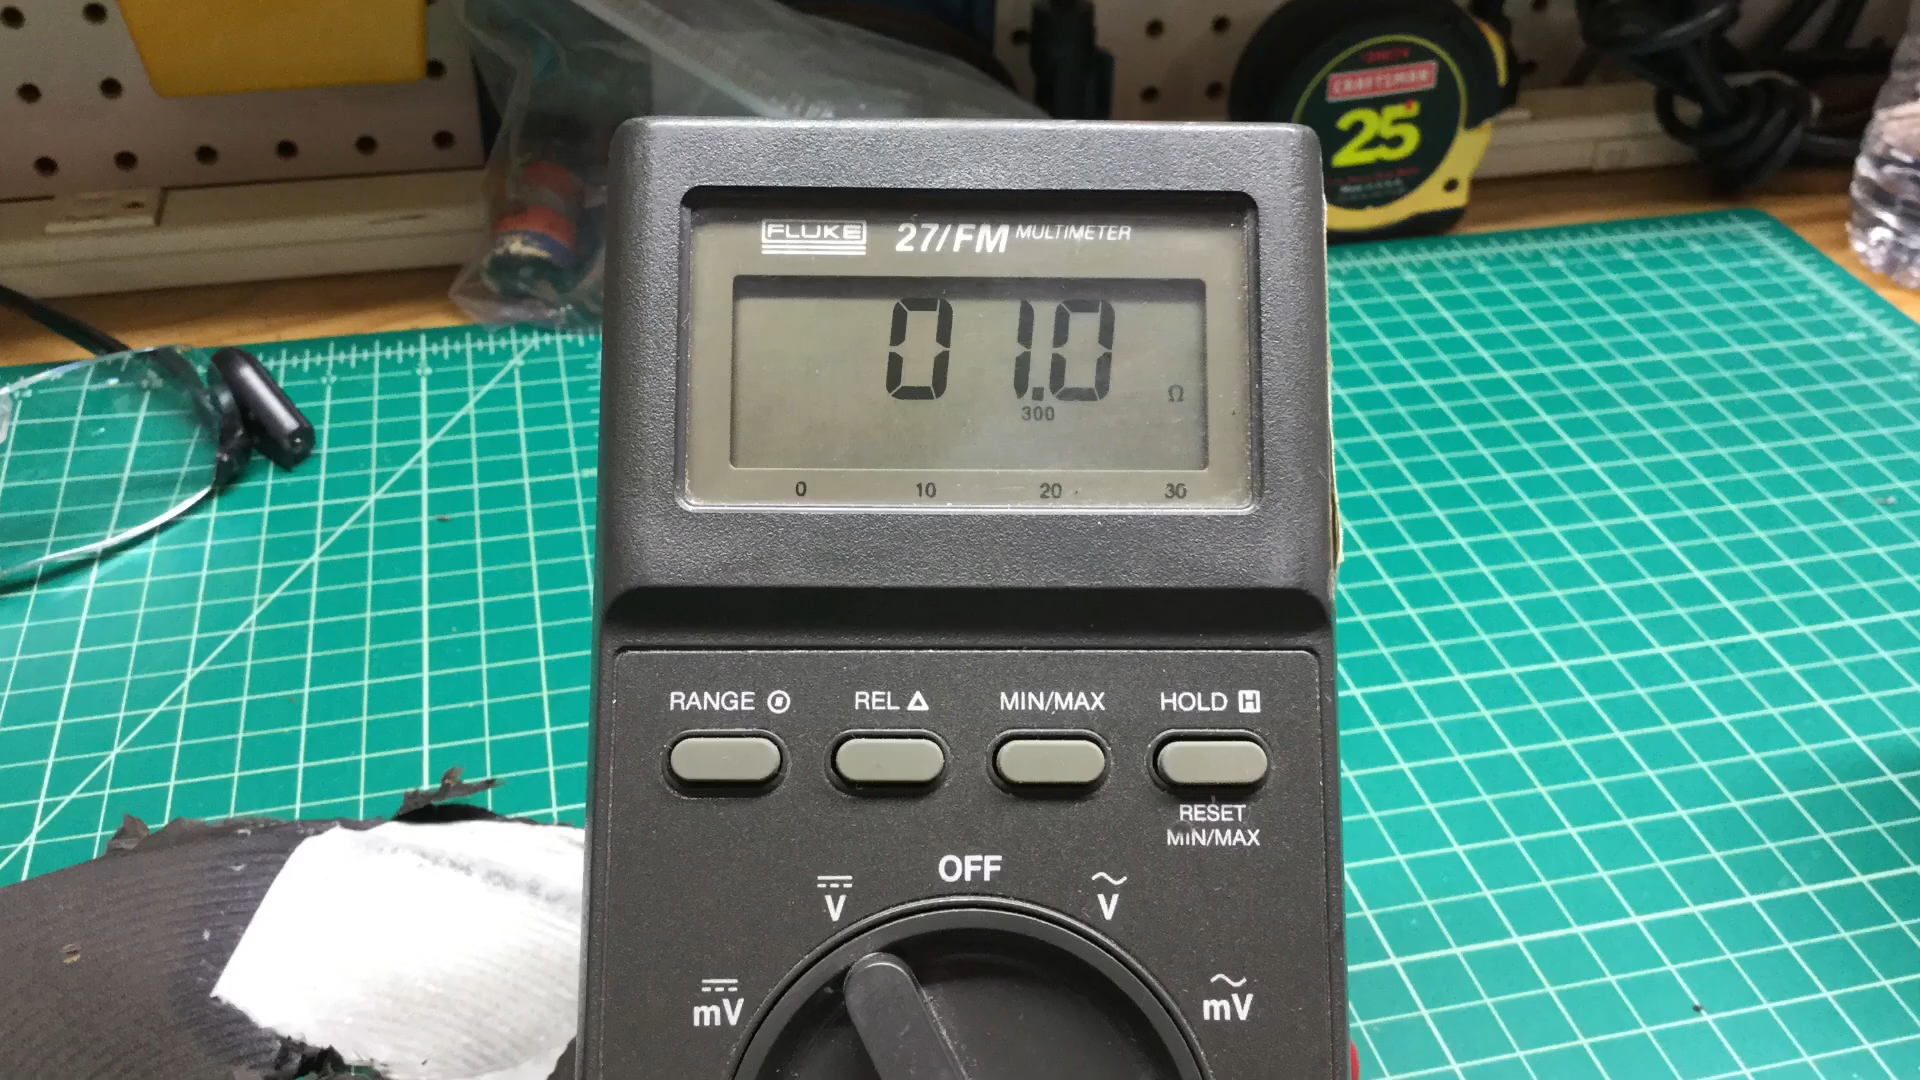 CRAFTSMAN
25'
FLUKE 27/FM MULTIMETER
01.0 Ω
300
0 10 20 30
RANGE REL △ MIN/MAX HOLD H
RESET
MIN/MAX
OFF
V
V
mV
mV